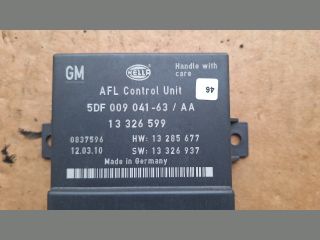 GM
HELLA
Handle with
care
AFL Control Unit
46
5DF 009 041-63 / AA
13 326 599
0837596 HW: 13 285 677
12.03.10 SW: 13 326 937
MADE IN GERMANY